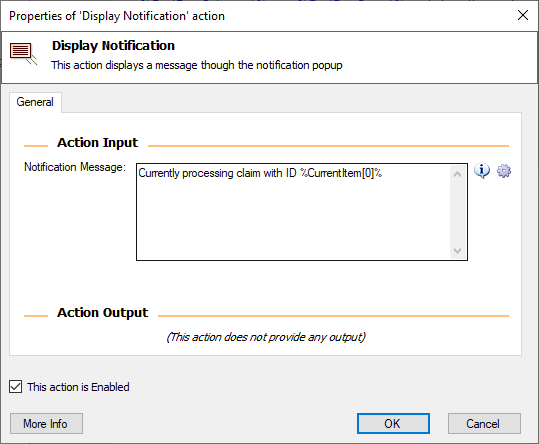 Properties of 'Display Notification' action
Display Notification
This action displays a message though the notification popup
General
Action Input
Notification Message:
Currently processing claim with ID %CurrentItem[0]%
Action Output
(This action does not provide any output)
This action is Enabled
More Info
OK
Cancel